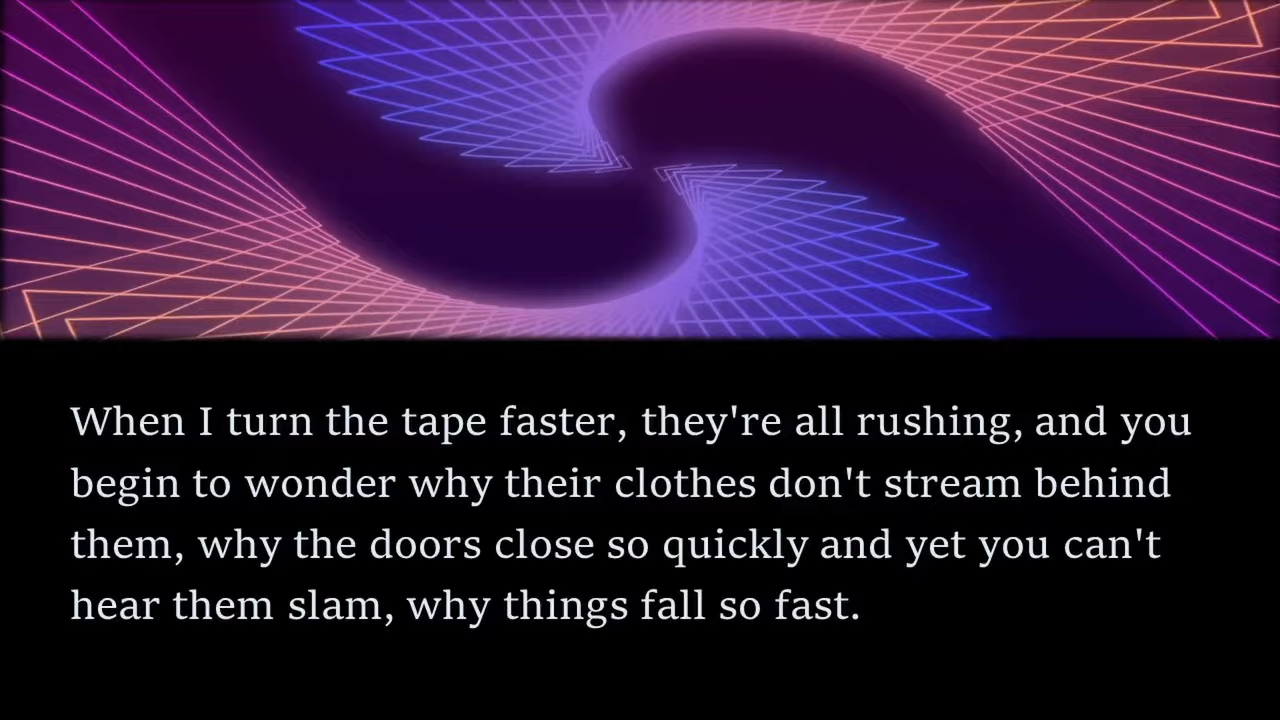 When I turn the tape faster, they're all rushing, and you
begin to wonder why their clothes don't stream behind
them, why the doors close so quickly and yet you can't
hear them slam, why things fall so fast.